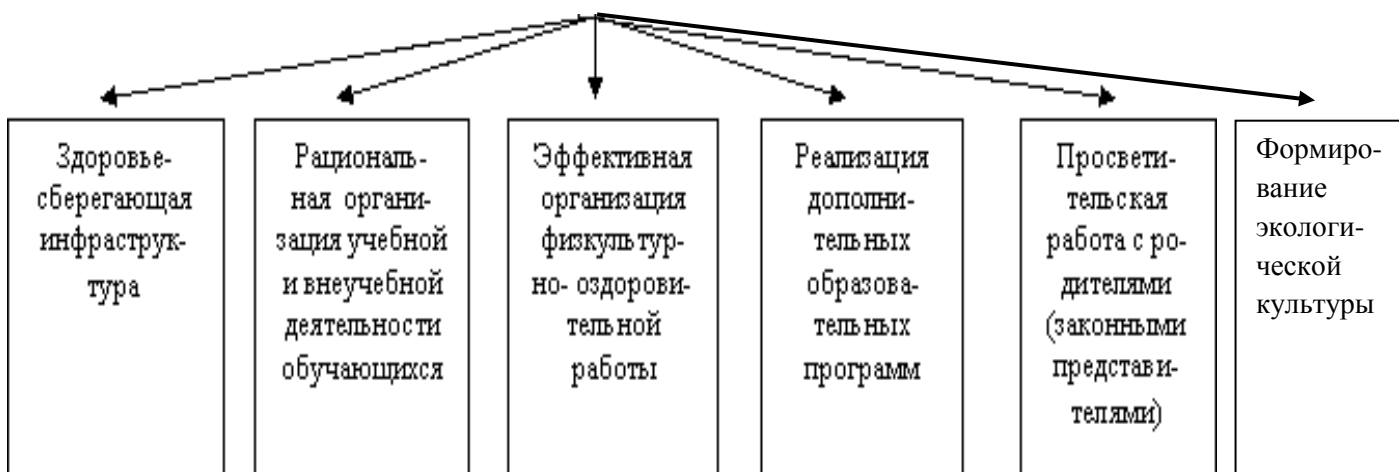 Здоровье-
сберегающая
инфраструк-
тура
Рациональ-
ная органи-
зация учебной
и внеучебной
деятельности
обучающихся
Эффективная
организация
физкультур-
но- оздорови-
тельной
работы
Реализация
дополни-
тельных
образова-
тельных
программ
Просвети-
тельская
работа с ро-
дителями
(законными
представи-
телями)
Формиро-
вание
экологи-
ческой
культуры